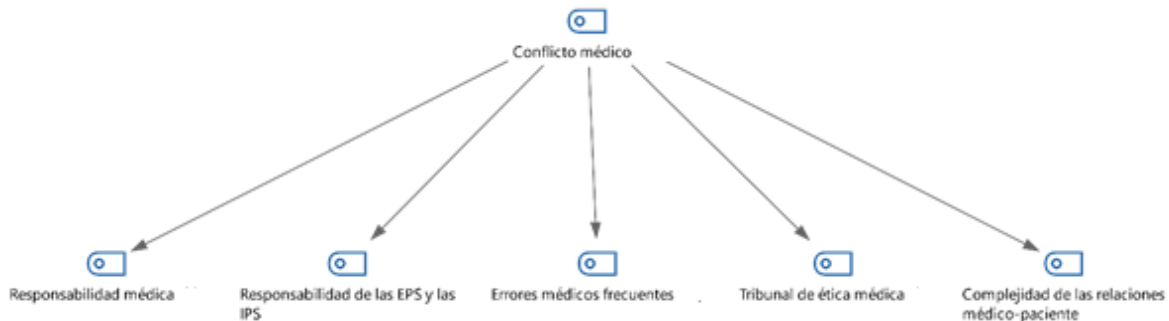 Conflicto médico
Responsabilidad médica
Responsabilidad de las EPS y las
IPS
Errores médicos frecuentes
Tribunal de ética médica
Complejidad de las relaciones
médico-paciente